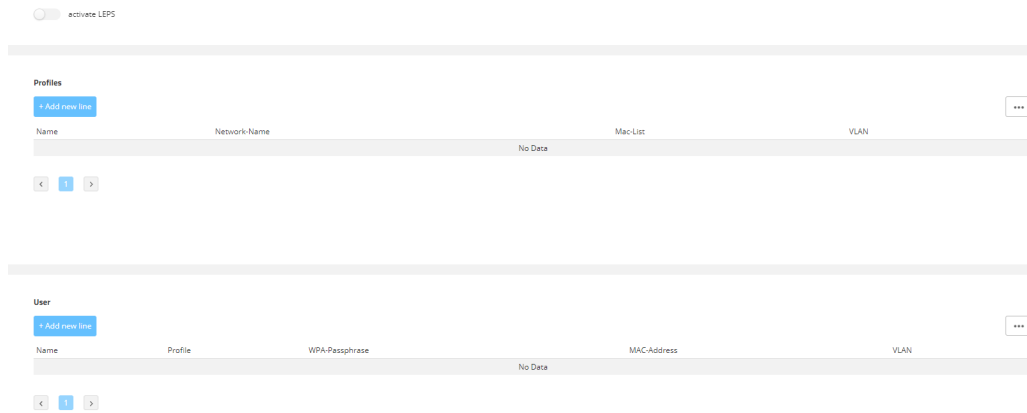 activate LEPS
Profiles
+ Add new line
•••
Name Network-Name Mac-List VLAN
No Data
< 1 >
User
+ Add new line
•••
Name Profile WPA-Passphrase MAC-Address VLAN
No Data
< 1 >